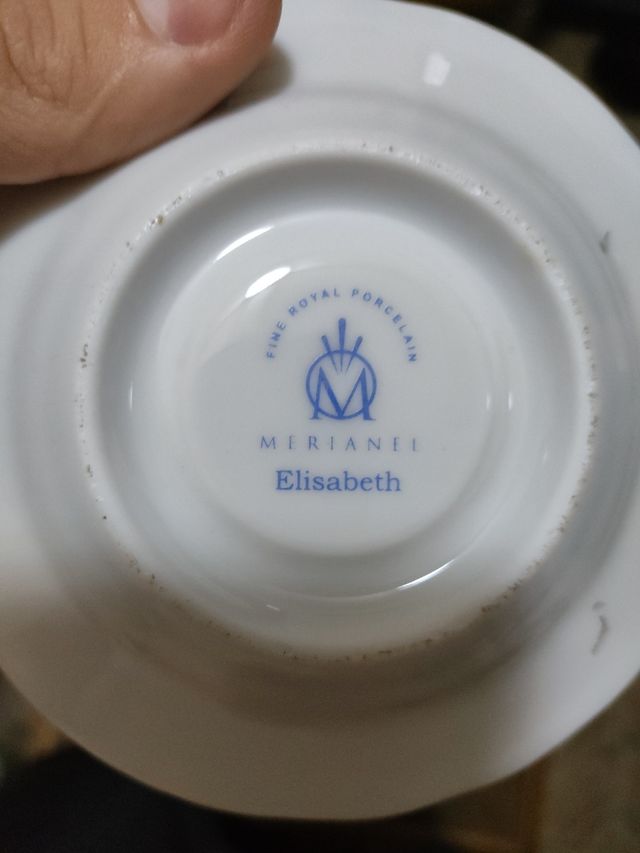 FINE ROYAL PORCELAIN
M
MERIANEL
Elisabeth